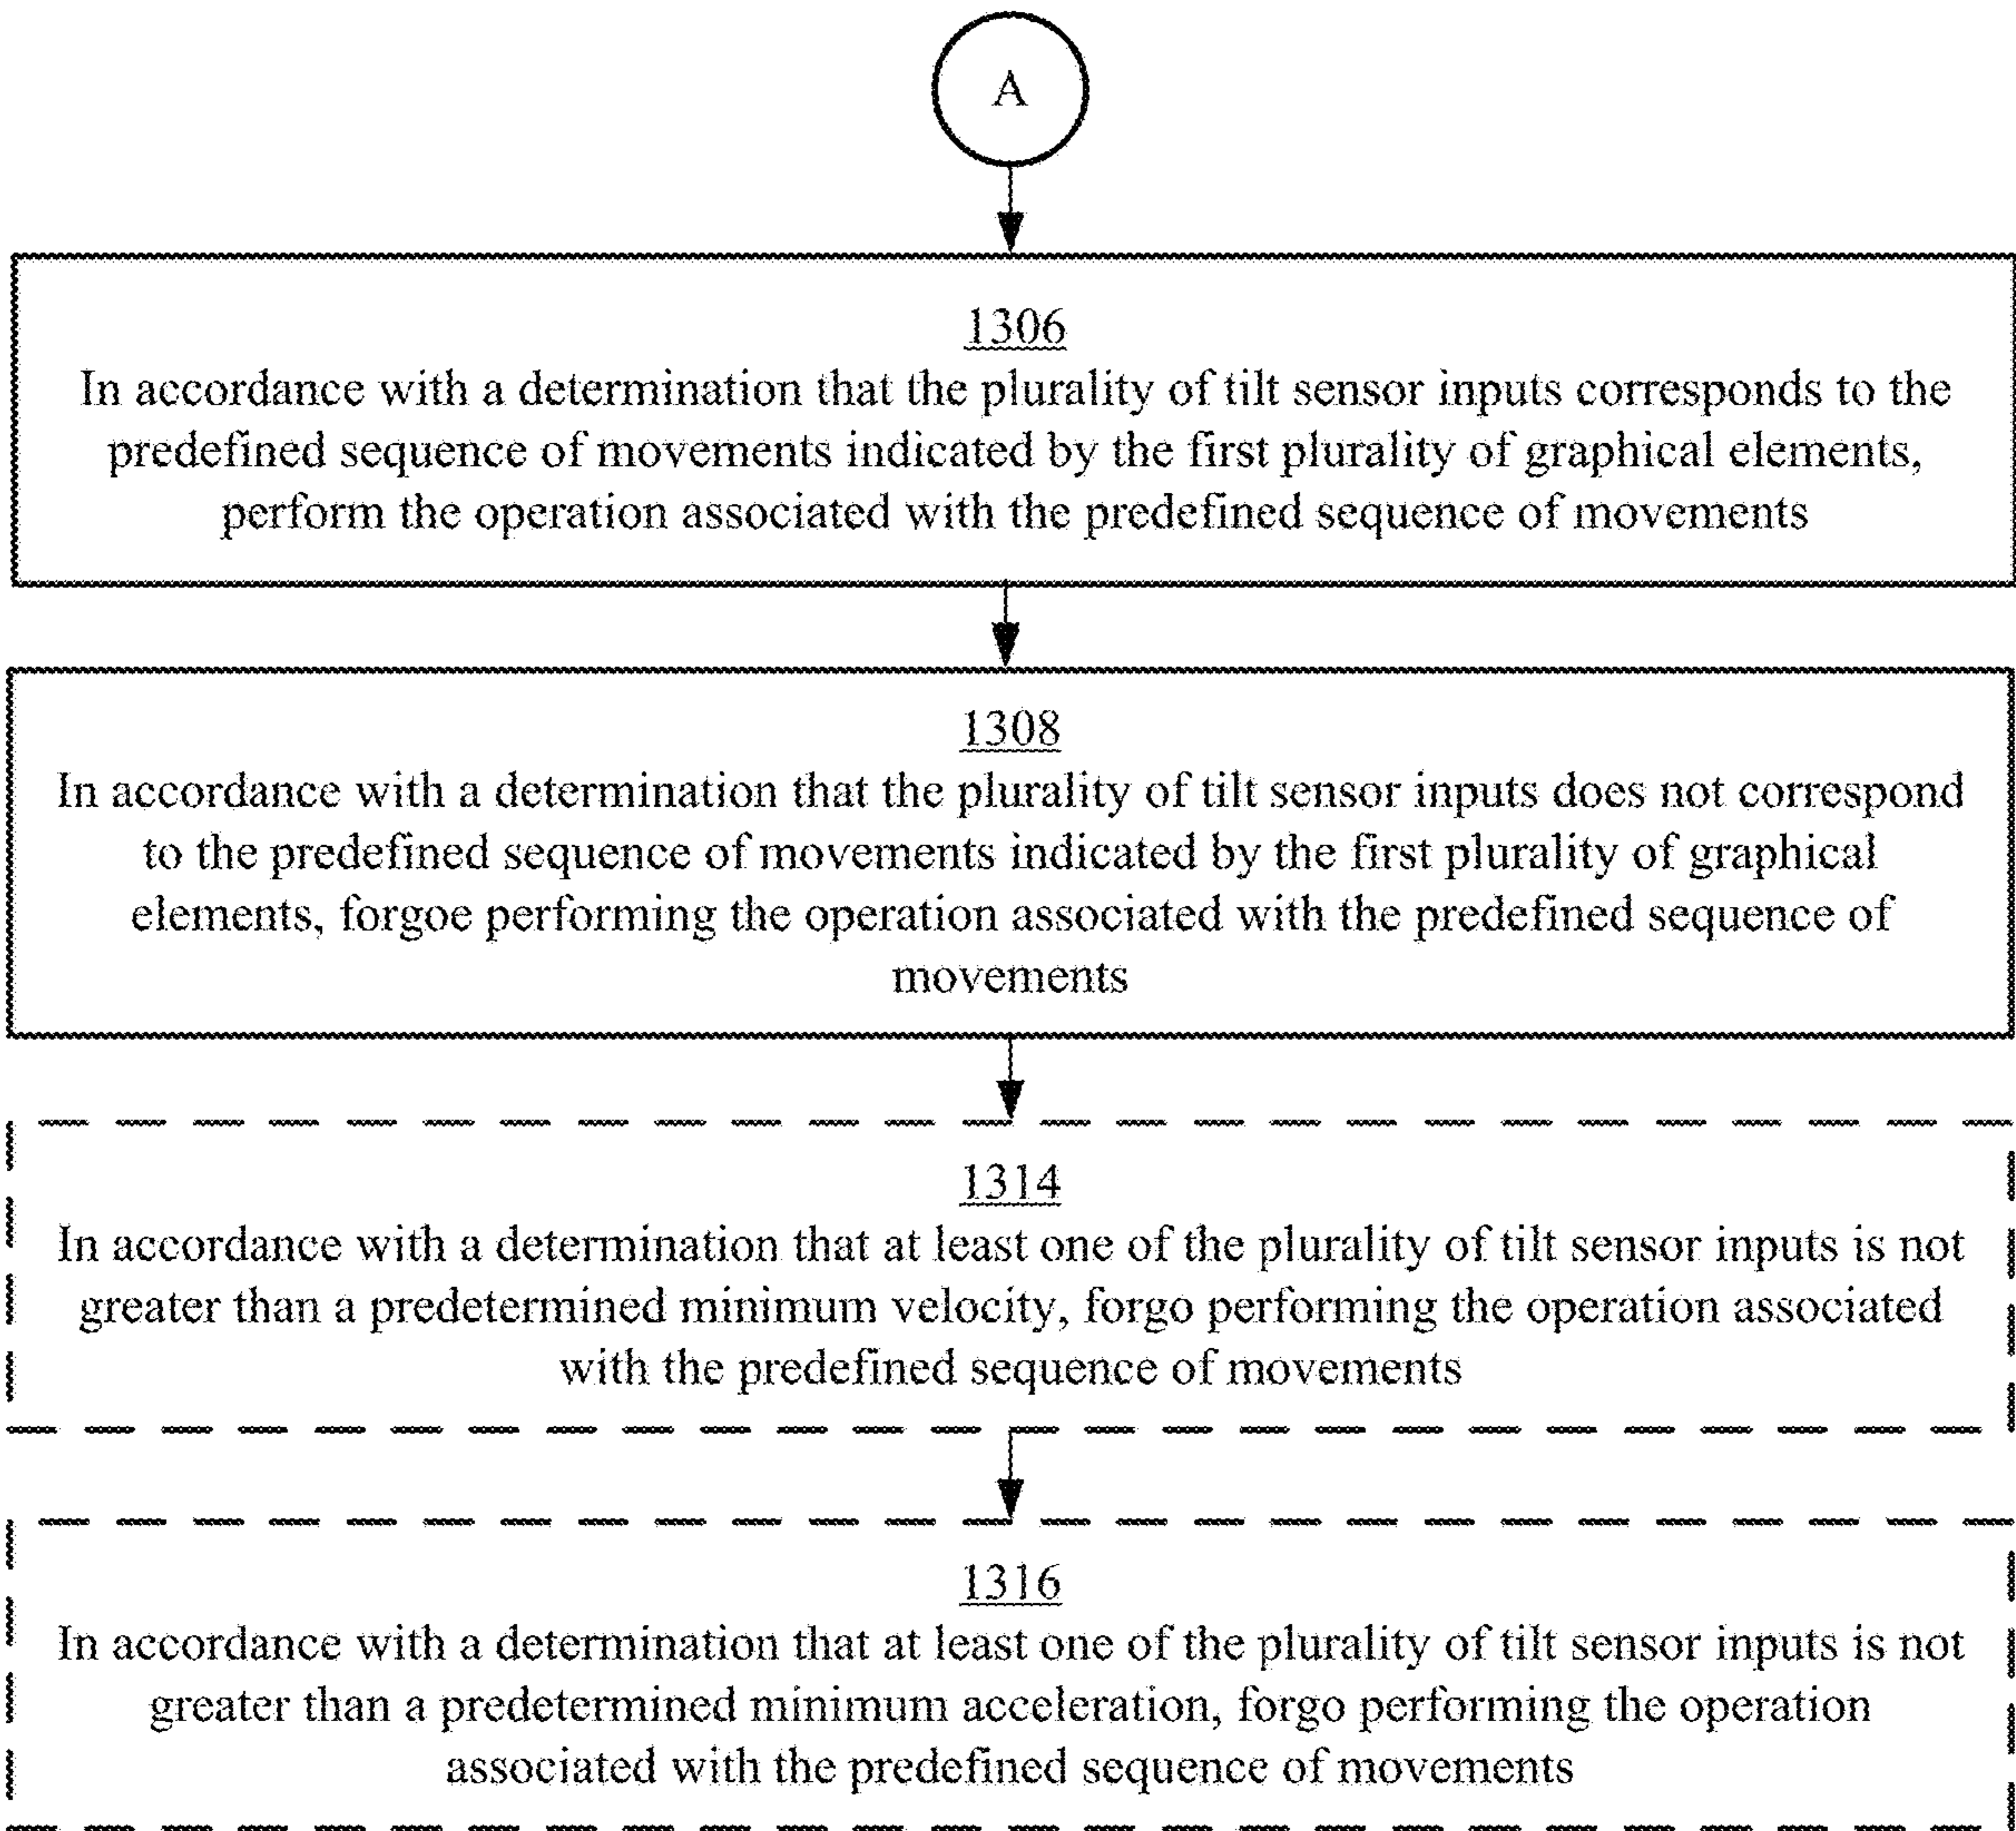 A
1306
In accordance with a determination that the plurality of tilt sensor inputs corresponds to the
predefined sequence of movements indicated by the first plurality of graphical elements,
perform the operation associated with the predefined sequence of movements
1308
In accordance with a determination that the plurality of tilt sensor inputs does not correspond
to the predefined sequence of movements indicated by the first plurality of graphical
elements, forgoe performing the operation associated with the predefined sequence of
movements
1314
In accordance with a determination that at least one of the plurality of tilt sensor inputs is not
greater than a predetermined minimum velocity, forgo performing the operation associated
with the predefined sequence of movements
1316
In accordance with a determination that at least one of the plurality of tilt sensor inputs is not
greater than a predetermined minimum acceleration, forgo performing the operation
associated with the predefined sequence of movements